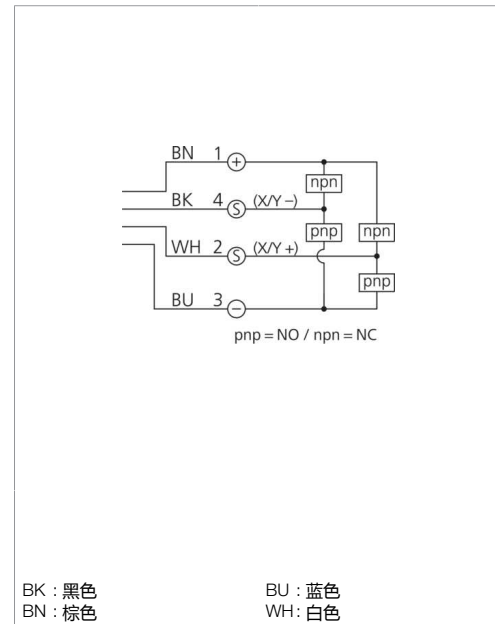 BN 1 +
npn
BK 4 S (X/Y –)
pnp npn
WH 2 S (X/Y +)
pnp
BU 3 –
pnp = NO / npn = NC
BK : 黑色 BU : 蓝色
BN : 棕色 WH : 白色